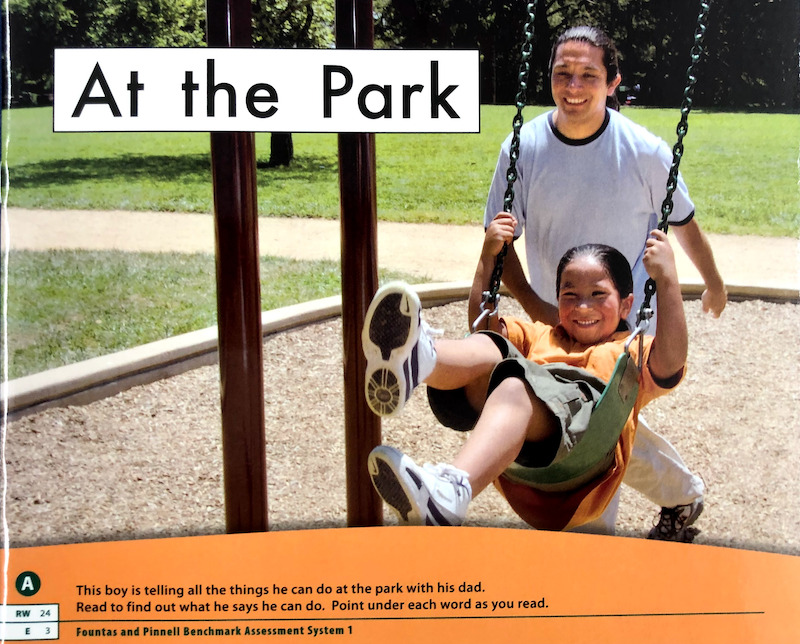 At the Park
A
This boy is telling all the things he can do at the park with his dad.
Read to find out what he says he can do. Point under each word as you read.
RW 24
E 3
Fountas and Pinnell Benchmark Assessment System 1